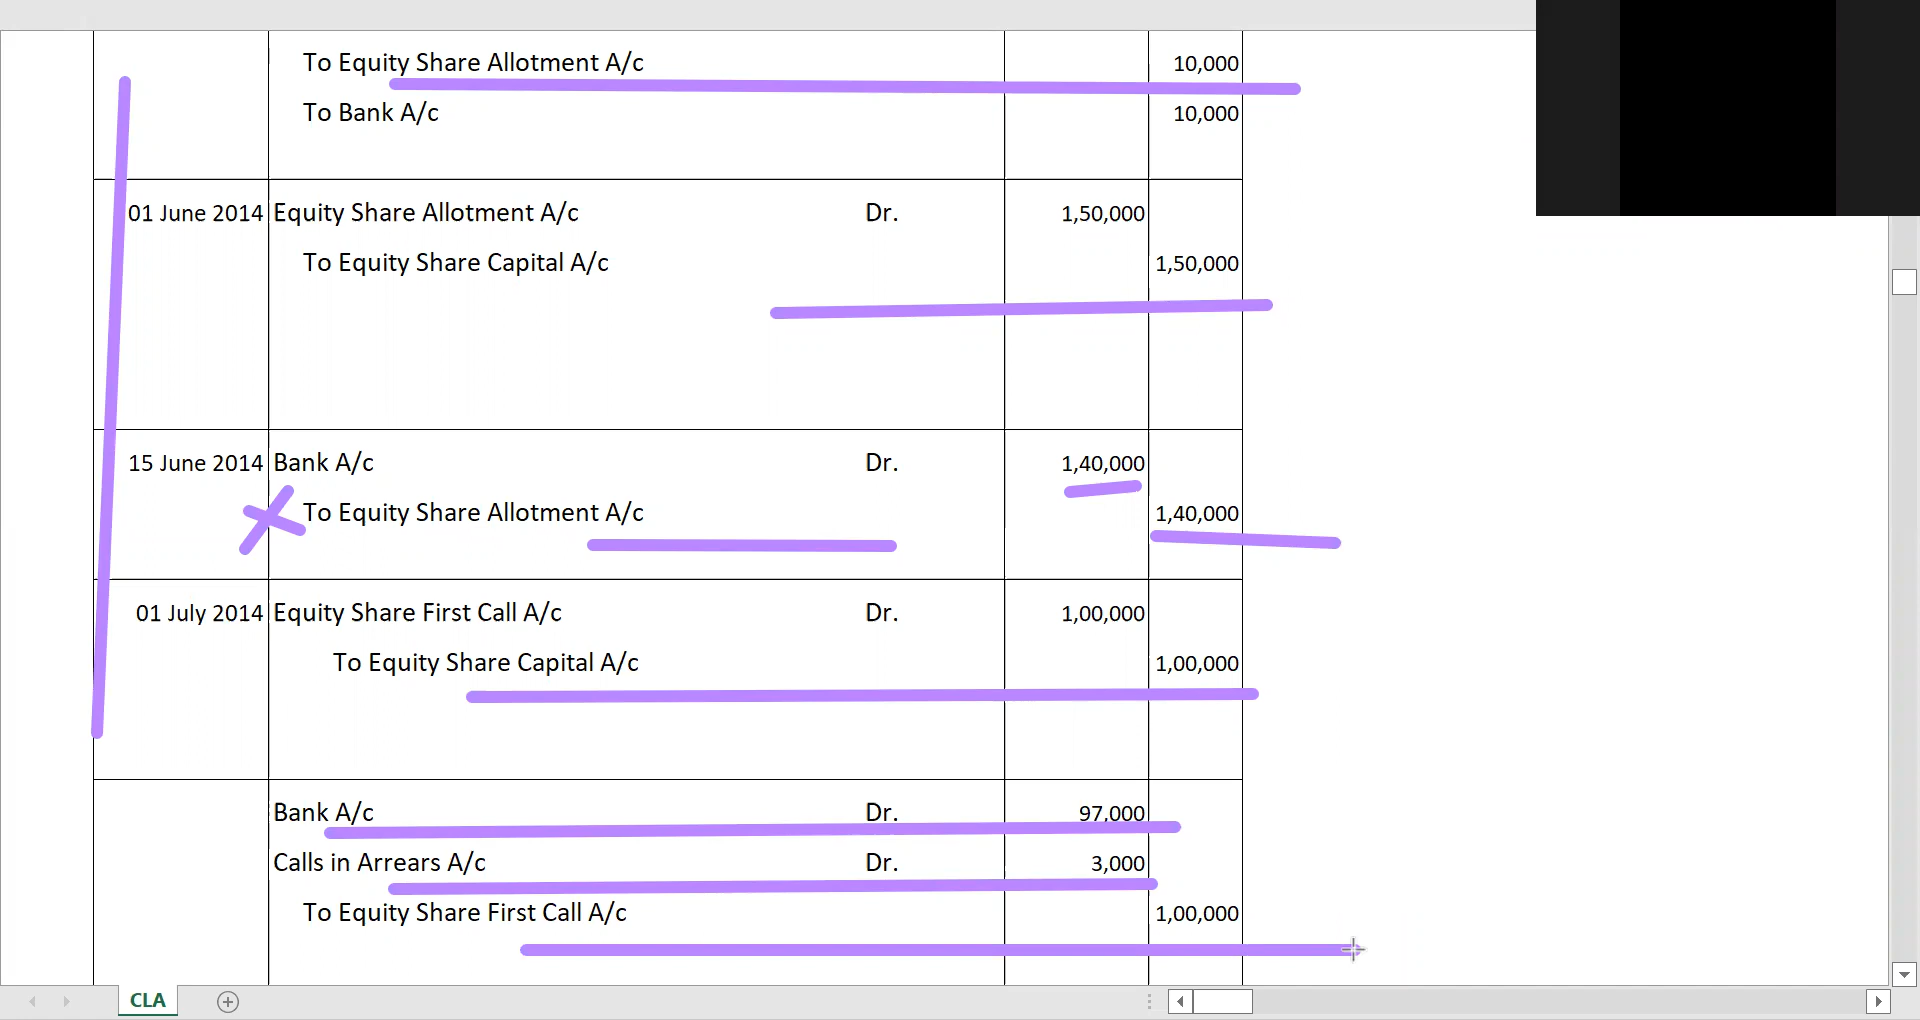 To Equity Share Allotment A/c 10,000
To Bank A/c 10,000
01 June 2014 Equity Share Allotment A/c Dr. 1,50,000
To Equity Share Capital A/c 1,50,000
15 June 2014 Bank A/c Dr. 1,40,000
To Equity Share Allotment A/c 1,40,000
01 July 2014 Equity Share First Call A/c Dr. 1,00,000
To Equity Share Capital A/c 1,00,000
Bank A/c Dr. 97,000
Calls in Arrears A/c Dr. 3,000
To Equity Share First Call A/c 1,00,000
CLA